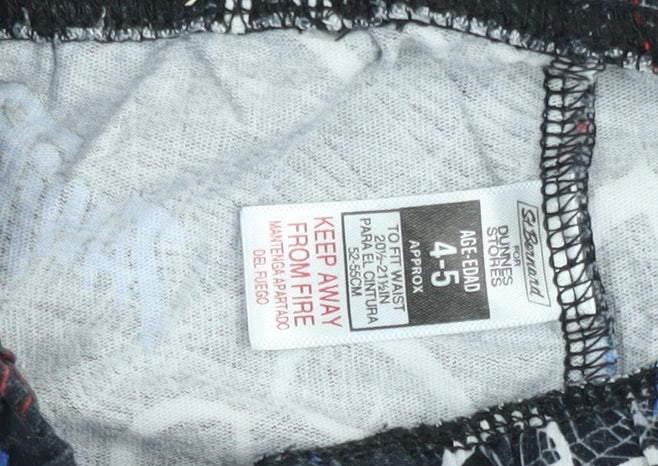 St Bernard
FOR
DUNNES
STORES
AGE-EDAD
4-5
APPROX
TO FIT WAIST
20½-21½IN
PARA EL CINTURA
52-55CM
KEEP AWAY
FROM FIRE
MANTENGA APARTADO
DEL FUEGO